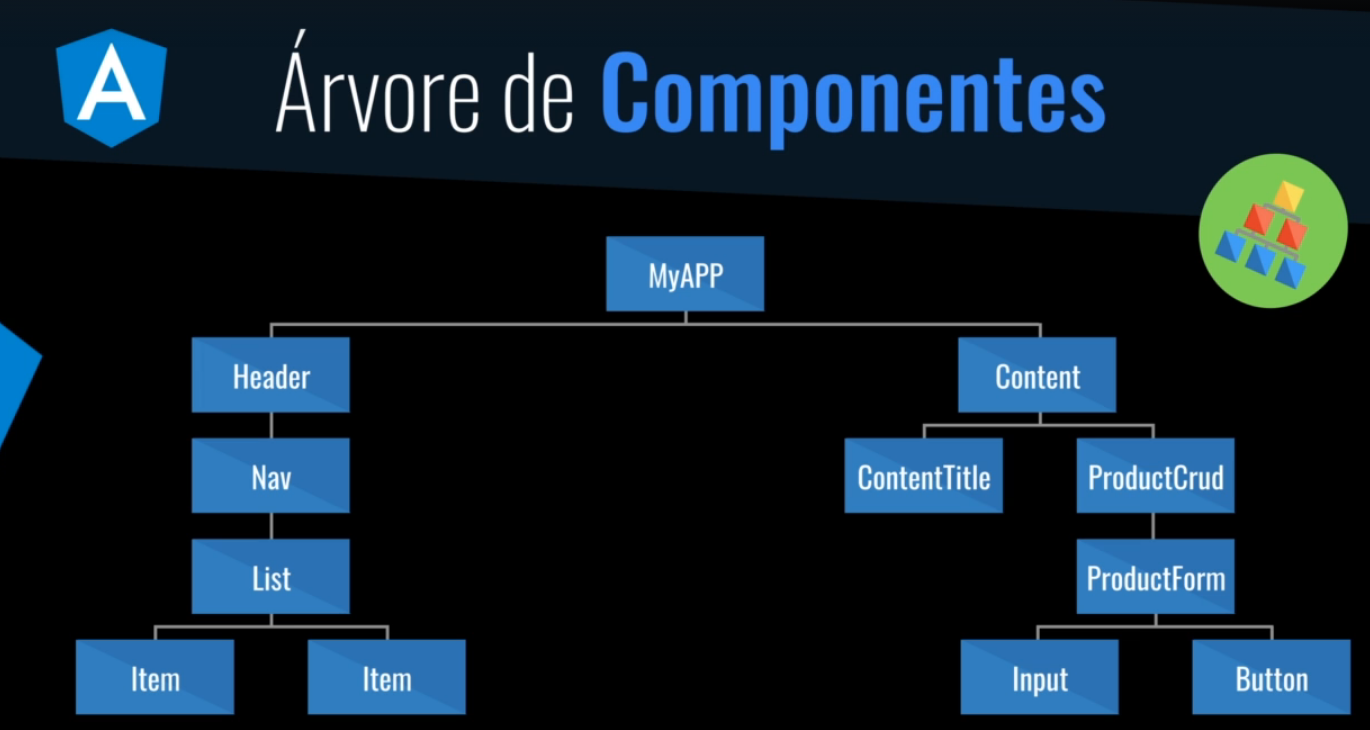 A
Árvore de Componentes
MyAPP
Header
Content
Nav
ContentTitle
ProductCrud
List
ProductForm
Item
Item
Input
Button